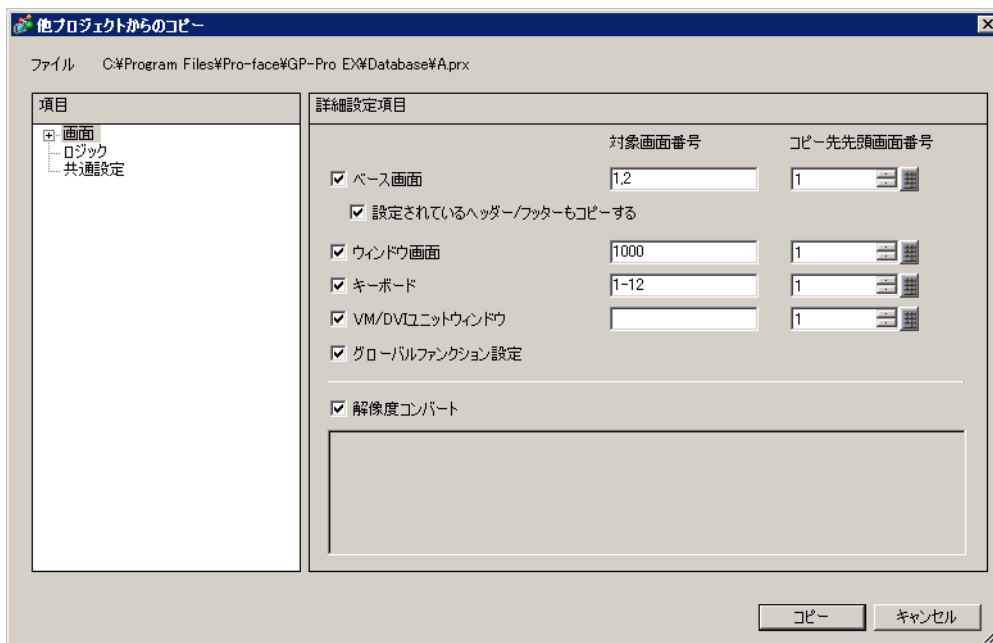 他プロジェクトからのコピー
ファイル C:¥Program Files¥Pro-face¥GP-Pro EX¥Database¥A.prx
項目
画面
ロジック
共通設定
詳細設定項目
対象画面番号 コピー先先頭画面番号
ベース画面 1,2 1
設定されているヘッダー/フッターもコピーする
ウィンドウ画面 1000 1
キーボード 1-12 1
VM/DVIユニットウィンドウ 1
グローバルファンクション設定
解像度コンバート
コピー キャンセル